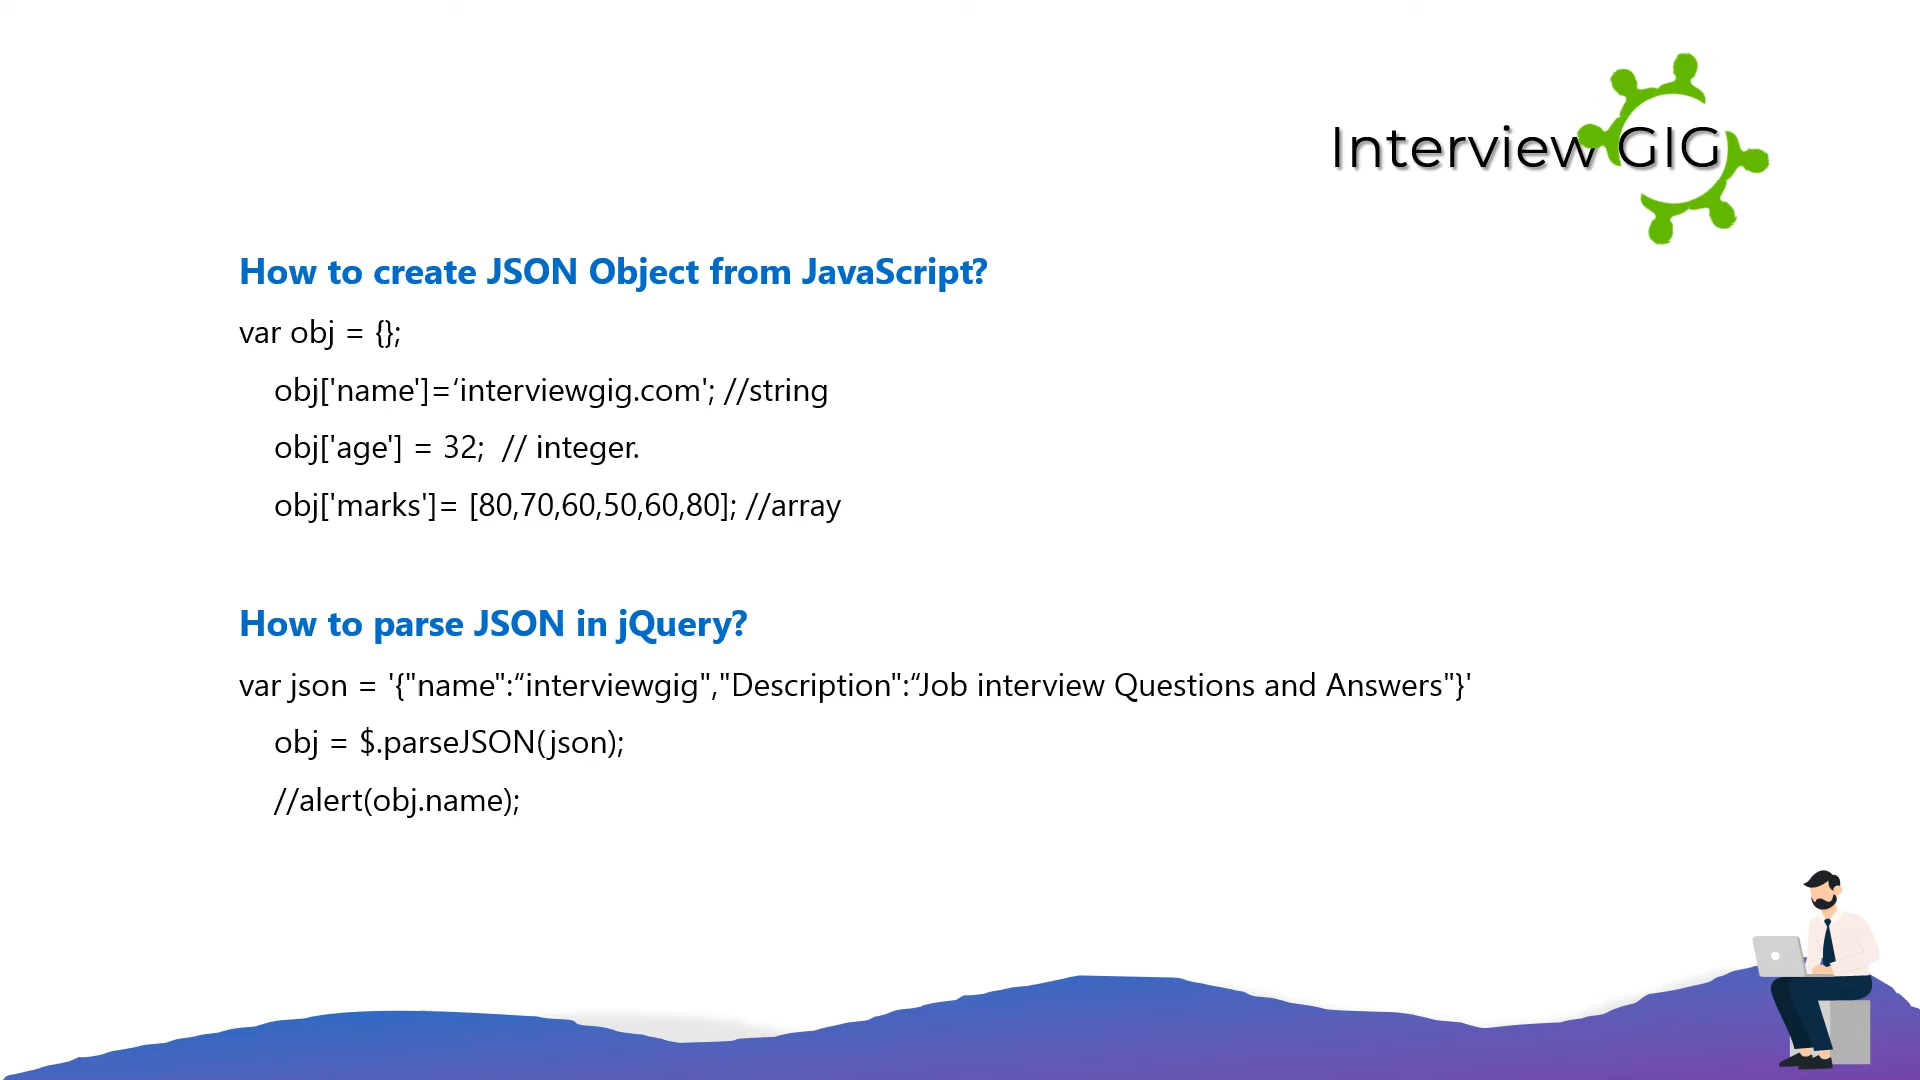 Interview GIG
How to create JSON Object from JavaScript?
var obj = {};
obj['name']=‘interviewgig.com'; //string
obj['age'] = 32;  // integer.
obj['marks']= [80,70,60,50,60,80]; //array
How to parse JSON in jQuery?
var json = '{"name":“interviewgig","Description":“Job interview Questions and Answers"}'
obj = $.parseJSON(json);
//alert(obj.name);